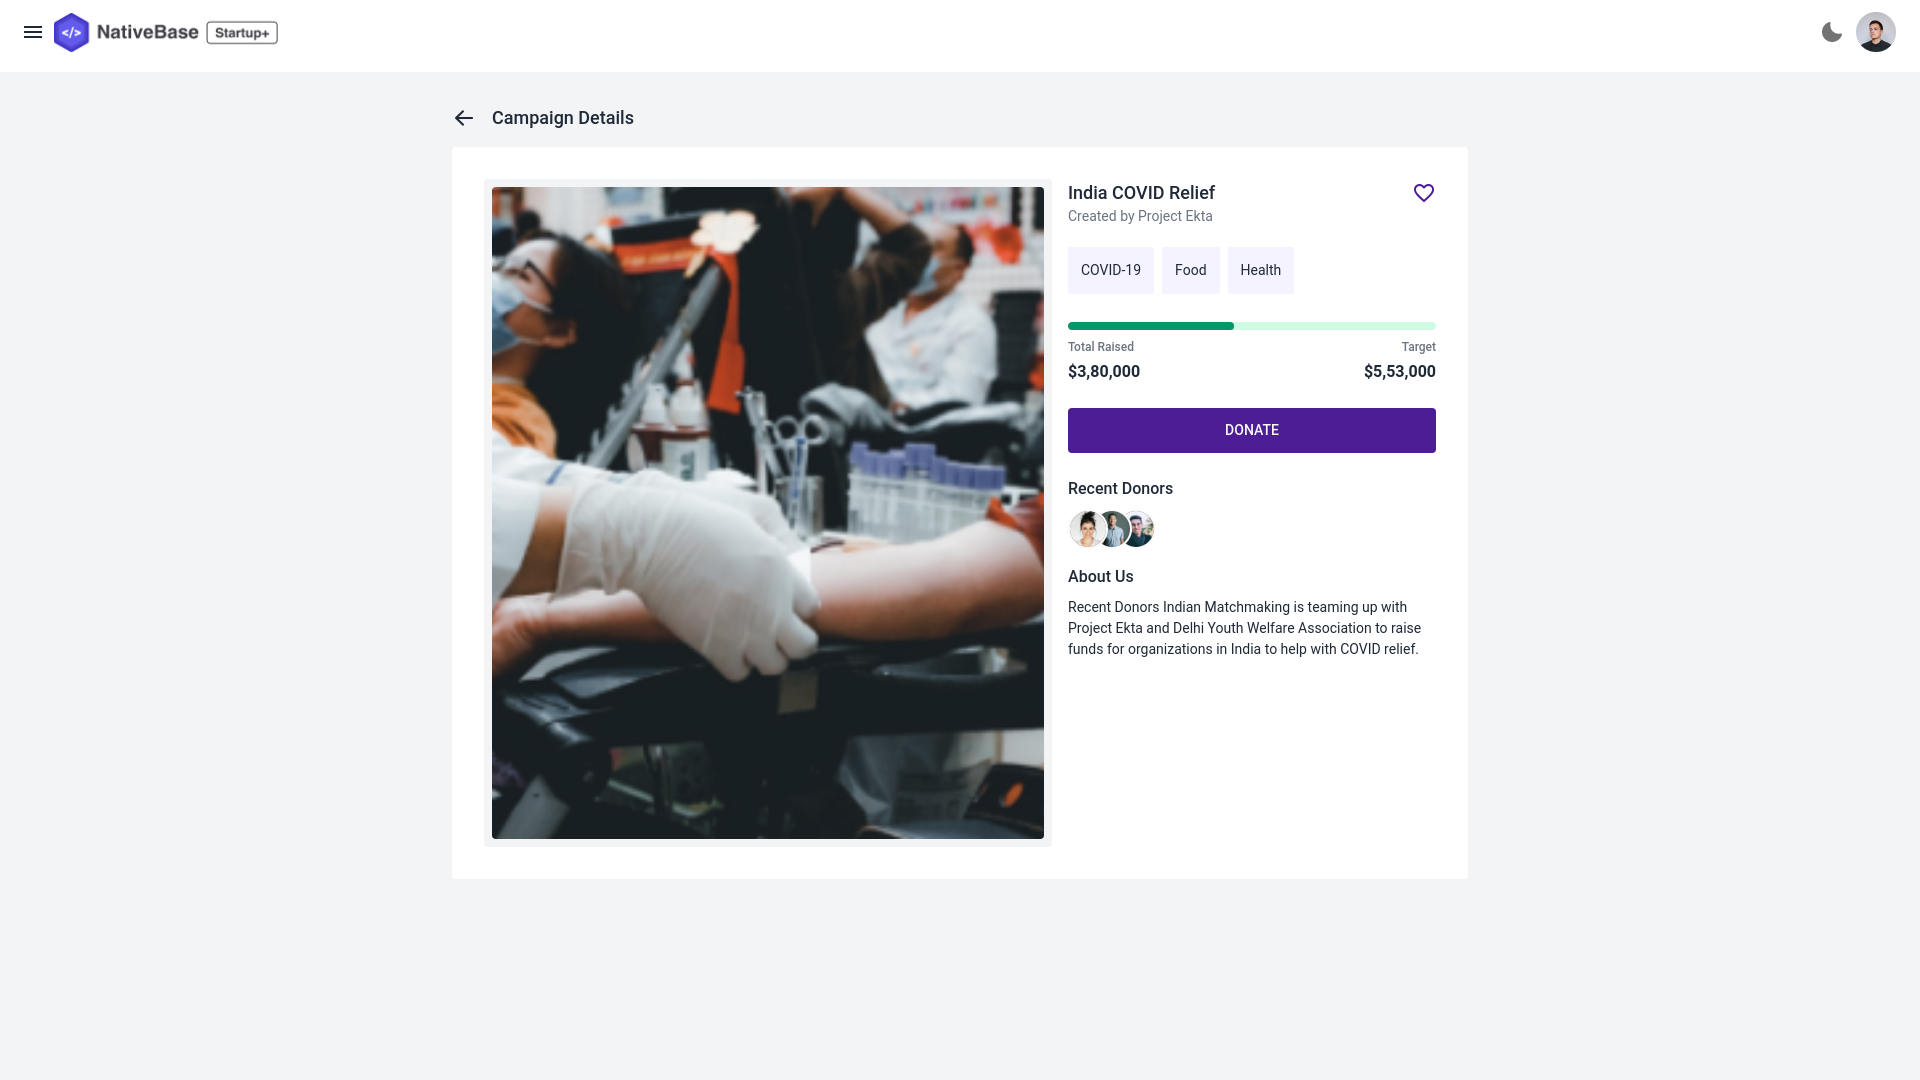 </> NativeBase Startup+
Campaign Details
India COVID Relief
Created by Project Ekta
COVID-19 Food Health
Total Raised Target
$3,80,000 $5,53,000
DONATE
Recent Donors
About Us
Recent Donors Indian Matchmaking is teaming up with
Project Ekta and Delhi Youth Welfare Association to raise
funds for organizations in India to help with COVID relief.